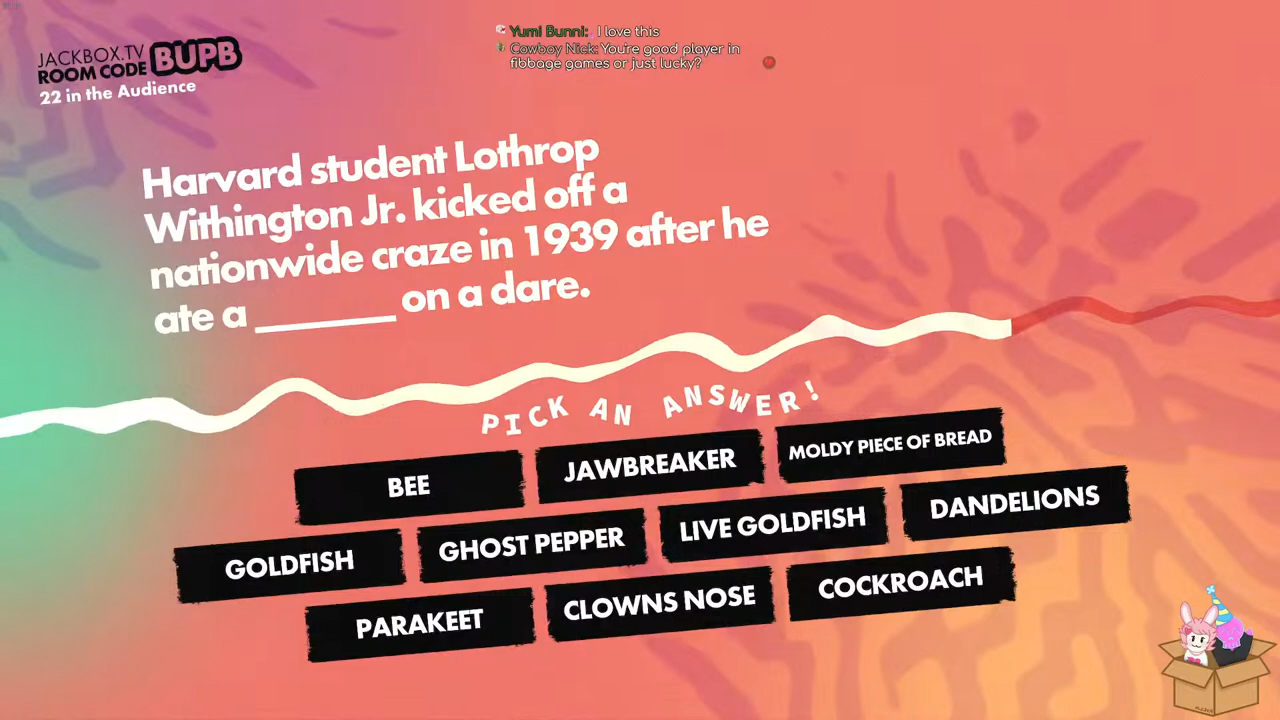 JACKBOX.TV
ROOM CODE BUPB
22 in the Audience
Yumi Bunni: I love this
Cowboy Nick: You're good player in
fibbage games or just lucky?
Harvard student Lothrop
Withington Jr. kicked off a
nationwide craze in 1939 after he
ate a ________ on a dare.
PICK AN ANSWER!
BEE
JAWBREAKER
MOLDY PIECE OF BREAD
GOLDFISH
GHOST PEPPER
LIVE GOLDFISH
DANDELIONS
PARAKEET
CLOWNS NOSE
COCKROACH